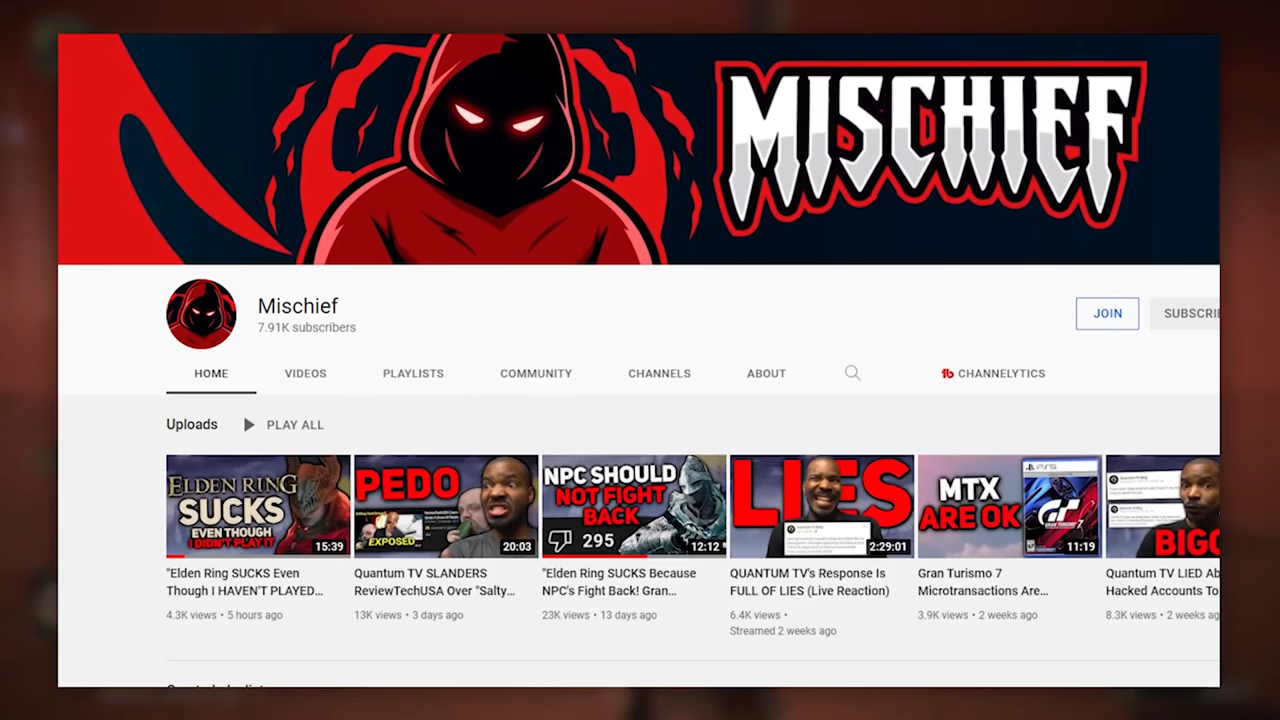 MISCHIEF
Mischief
7.91K subscribers
JOIN
SUBSCRI
HOME
VIDEOS
PLAYLISTS
COMMUNITY
CHANNELS
ABOUT
CHANNELYTICS
Uploads
PLAY ALL
ELDEN RING
SUCKS
EVEN THOUGH
I DIDN'T PLAY IT
15:39
PEDO
EXPOSED
20:03
NPC SHOULD
NOT FIGHT
BACK
295
12:12
LIES
2:29:01
MTX
ARE OK
PS5
GRAN TURISMO 7
11:19
BIGG
"Elden Ring SUCKS Even
Though I HAVEN'T PLAYED...
4.3K views • 5 hours ago
Quantum TV SLANDERS
ReviewTechUSA Over "Salty...
13K views • 3 days ago
"Elden Ring SUCKS Because
NPC's Fight Back! Gran...
23K views • 13 days ago
QUANTUM TV's Response Is
FULL OF LIES (Live Reaction)
6.4K views •
Streamed 2 weeks ago
Gran Turismo 7
Microtransactions Are...
3.9K views • 2 weeks ago
Quantum TV LIED Ab
Hacked Accounts To
8.3K views • 2 weeks ag